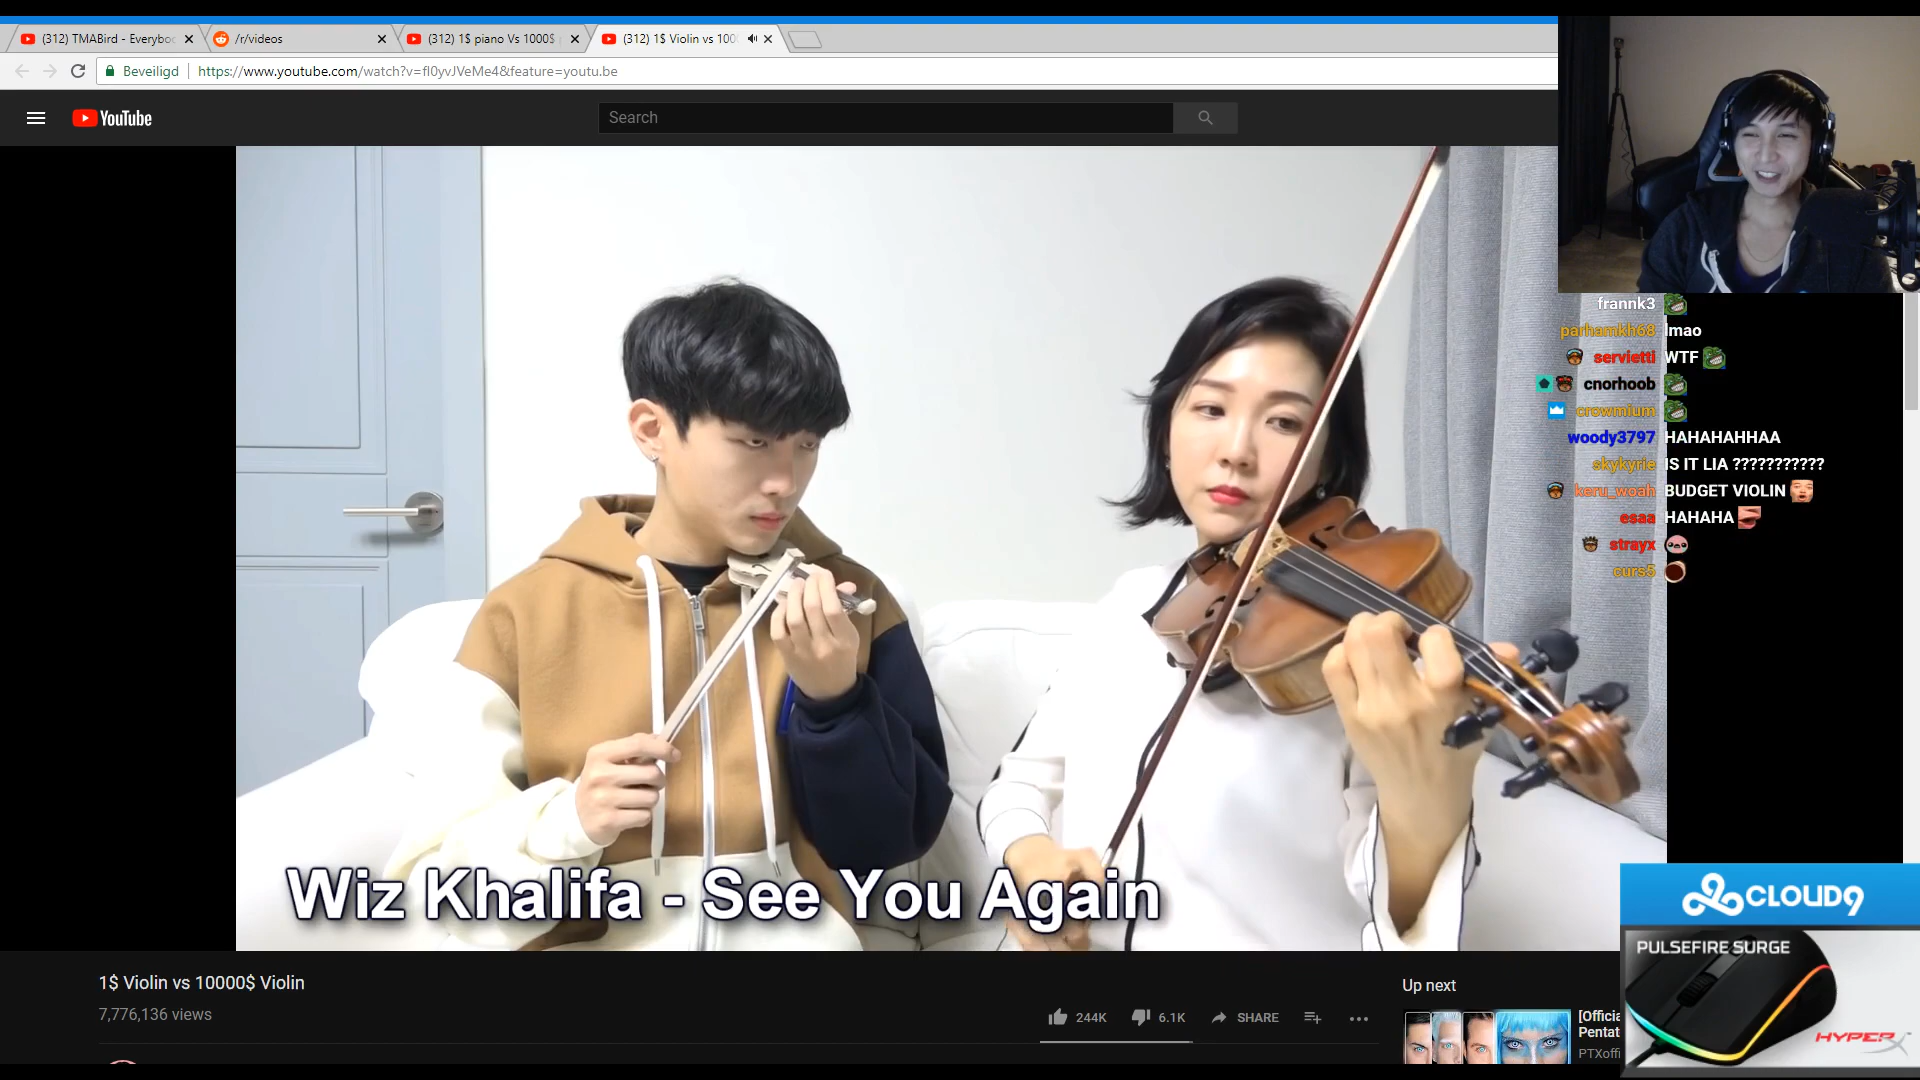 (312) TMABird - Everyboo
/r/videos
(312) 1$ piano Vs 1000$
(312) 1$ Violin vs 100
Beveiligd
https://www.youtube.com/watch?v=fl0yvJVeMe4&feature=youtu.be
YouTube
Search
frannk3
parhamkh68 lmao
servietti WTF
cnorhoob
crowmium
woody3797 HAHAHAHHAA
skykyrie IS IT LIA ???????????
keru_woah BUDGET VIOLIN
esaa HAHAHA
strayx
curs5
Wiz Khalifa - See You Again
CLOUD9
PULSEFIRE SURGE
HYPERX
1$ Violin vs 10000$ Violin
7,776,136 views
244K
6.1K
SHARE
Up next
[Officia
Pentat
PTXoffi